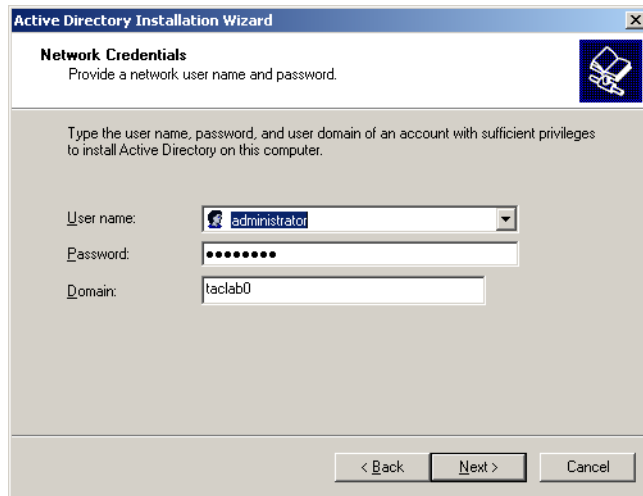 Active Directory Installation Wizard
Network Credentials
Provide a network user name and password.
Type the user name, password, and user domain of an account with sufficient privileges
to install Active Directory on this computer.
User name: administrator
Password: ●●●●●●●●
Domain: taclab0
< Back Next > Cancel